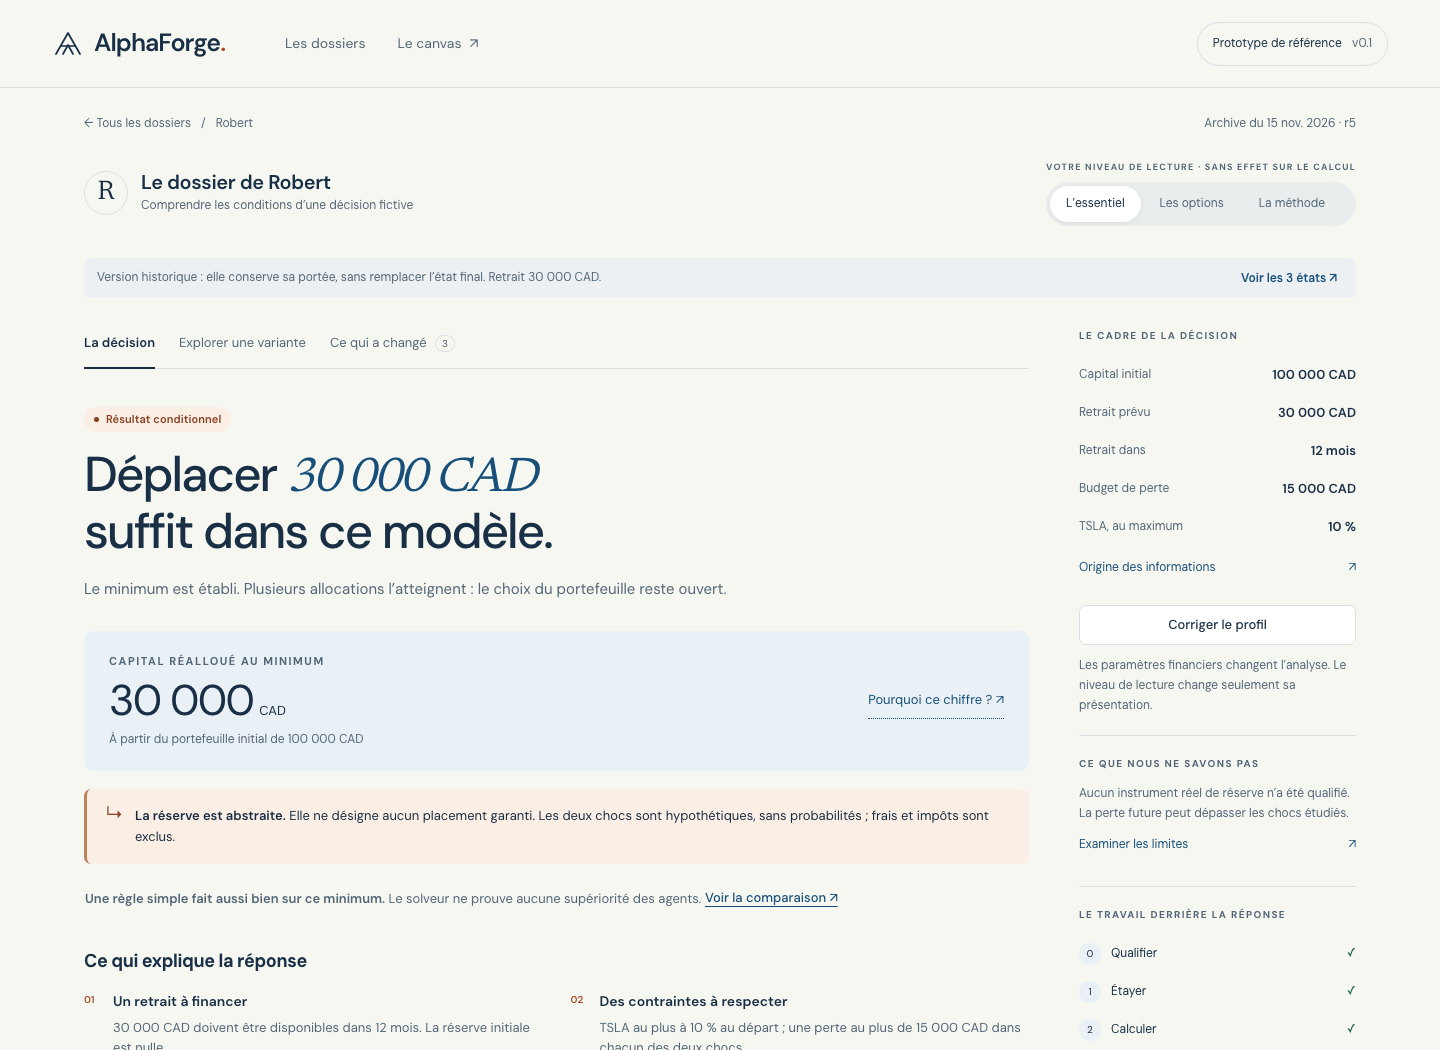 AlphaForge.
Les dossiers
Le canvas ↗
Prototype de référence v0.1
← Tous les dossiers / Robert
Archive du 15 nov. 2026 · r5
R
Le dossier de Robert
Comprendre les conditions d’une décision fictive
VOTRE NIVEAU DE LECTURE · SANS EFFET SUR LE CALCUL
L’essentiel
Les options
La méthode
Version historique : elle conserve sa portée, sans remplacer l’état final. Retrait 30 000 CAD.
Voir les 3 états ↗
La décision
Explorer une variante
Ce qui a changé 3
Résultat conditionnel
Déplacer 30 000 CAD
suffit dans ce modèle.
Le minimum est établi. Plusieurs allocations l’atteignent : le choix du portefeuille reste ouvert.
CAPITAL RÉALLOUÉ AU MINIMUM
30 000 CAD
À partir du portefeuille initial de 100 000 CAD
Pourquoi ce chiffre ? ↗
La réserve est abstraite. Elle ne désigne aucun placement garanti. Les deux chocs sont hypothétiques, sans probabilités ; frais et impôts sont
exclus.
Une règle simple fait aussi bien sur ce minimum. Le solveur ne prouve aucune supériorité des agents. Voir la comparaison ↗
Ce qui explique la réponse
01 Un retrait à financer
30 000 CAD doivent être disponibles dans 12 mois. La réserve initiale
est nulle.
02 Des contraintes à respecter
TSLA au plus à 10 % au départ ; une perte au plus de 15 000 CAD dans
chacun des deux chocs.
LE CADRE DE LA DÉCISION
Capital initial 100 000 CAD
Retrait prévu 30 000 CAD
Retrait dans 12 mois
Budget de perte 15 000 CAD
TSLA, au maximum 10 %
Origine des informations ↗
Corriger le profil
Les paramètres financiers changent l’analyse. Le
niveau de lecture change seulement sa
présentation.
CE QUE NOUS NE SAVONS PAS
Aucun instrument réel de réserve n’a été qualifié.
La perte future peut dépasser les chocs étudiés.
Examiner les limites ↗
LE TRAVAIL DERRIÈRE LA RÉPONSE
0 Qualifier ✓
1 Étayer ✓
2 Calculer ✓